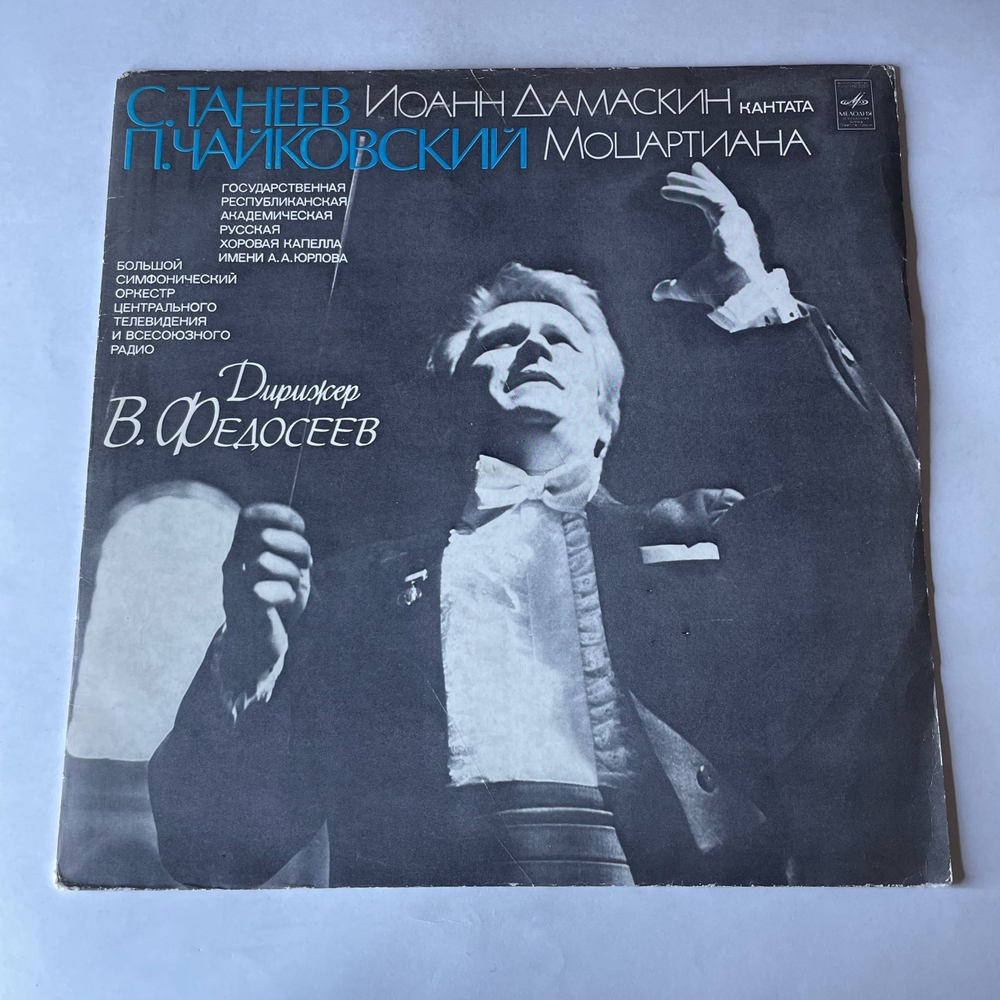 С. ТАНЕЕВ ИОАНН ДАМАСКИН КАНТАТА
П. ЧАЙКОВСКИЙ МОЦАРТИАНА
МЕЛОДИЯ
ГОСУДАРСТВЕННАЯ
РЕСПУБЛИКАНСКАЯ
АКАДЕМИЧЕСКАЯ
РУССКАЯ
ХОРОВАЯ КАПЕЛЛА
ИМЕНИ А. А. ЮРЛОВА
БОЛЬШОЙ
СИМФОНИЧЕСКИЙ
ОРКЕСТР
ЦЕНТРАЛЬНОГО
ТЕЛЕВИДЕНИЯ
И ВСЕСОЮЗНОГО
РАДИО
Дирижер
В. ФЕДОСЕЕВ